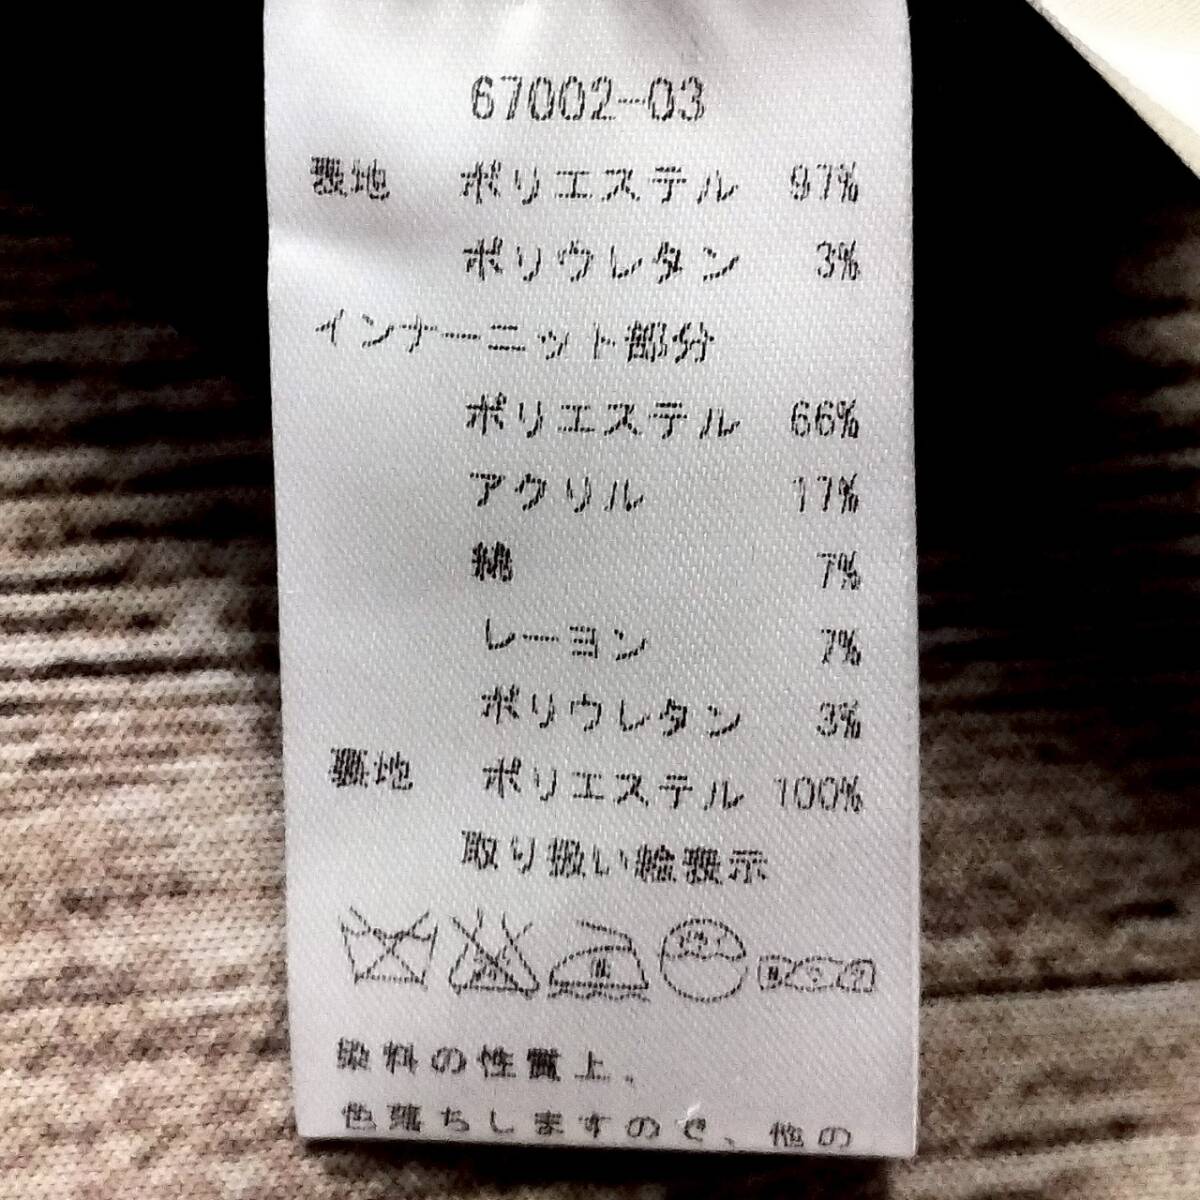 67002-03
表地 ポリエステル 97%
ポリウレタン 3%
インナーニット部分
ポリエステル 66%
アクリル 17%
綿 7%
レーヨン 7%
ポリウレタン 3%
裏地 ポリエステル 100%
取り扱い絵表示
染料の性質上、
色落ちしますので、他の